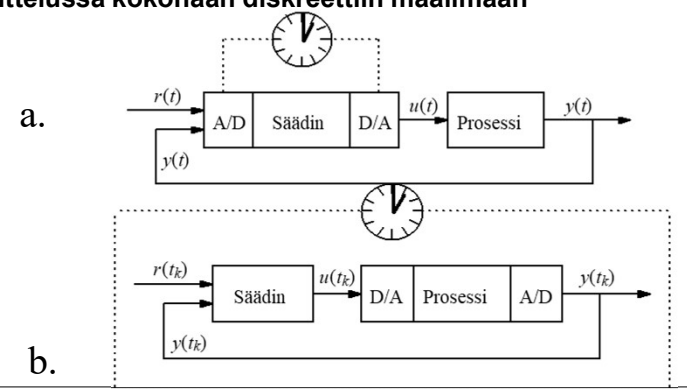 kokonaan diskreettiin maailmaan
r(t)
u(t)
y(t)
a.
A/D
Säädin
D/A
Prosessi
y(t)
r(tk)
u(tk)
y(tk)
Säädin
D/A
Prosessi
A/D
y(tk)
b.